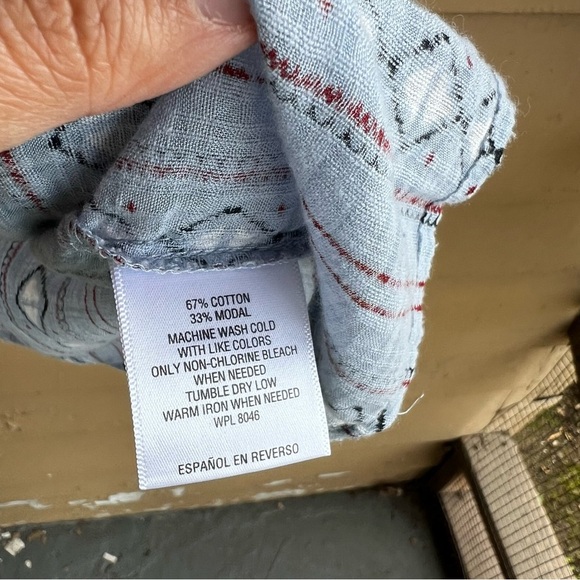 67% COTTON
33% MODAL
MACHINE WASH COLD
WITH LIKE COLORS
ONLY NON-CHLORINE BLEACH
WHEN NEEDED
TUMBLE DRY LOW
WARM IRON WHEN NEEDED
WPL 8046
ESPAÑOL EN REVERSO